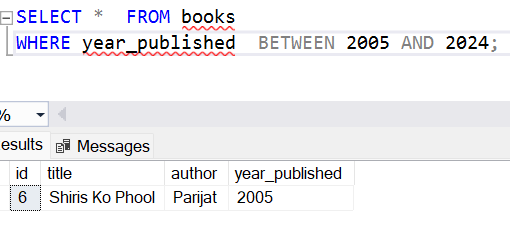 SELECT * FROM books
WHERE year_published BETWEEN 2005 AND 2024;
%
esults Messages
id title author year_published
6 Shiris Ko Phool Parijat 2005